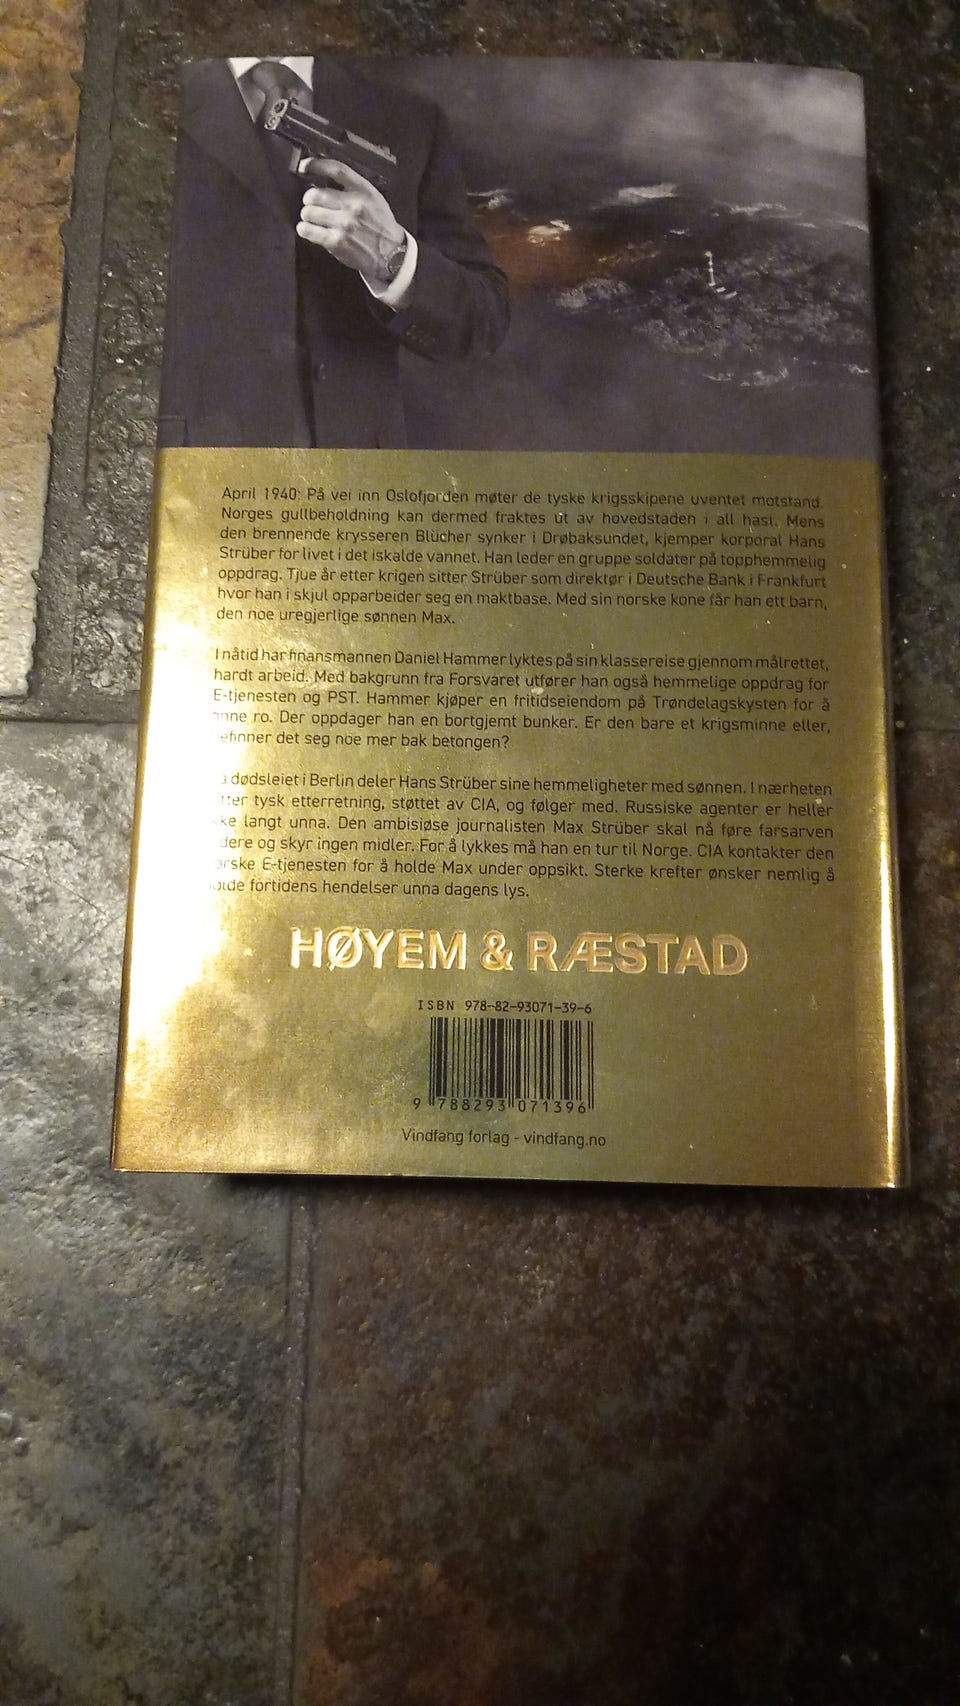 April 1940: På vei inn Oslofjorden møter de tyske krigsskipene uventet motstand.
Norges gullbeholdning kan dermed fraktes ut av hovedstaden i all hast. Mens
den brennende krysseren Blücher synker i Drøbaksundet, kjemper korporal Hans
Strüber for livet i det iskalde vannet. Han leder en gruppe soldater på topphemmelig
oppdrag. Tjue år etter krigen sitter Strüber som direktør i Deutsche Bank i Frankfurt
hvor han i skjul opparbeider seg en maktbase. Med sin norske kone får han ett barn,
den noe uregjerlige sønnen Max.
I nåtid har finansmannen Daniel Hammer lyktes på sin klassereise gjennom målrettet,
hardt arbeid. Med bakgrunn fra Forsvaret utfører han også hemmelige oppdrag for
E-tjenesten og PST. Hammer kjøper en fritidseiendom på Trøndelagskysten for å
ro. Der oppdager han en bortgjemt bunker. Er den bare et krigsminne eller,
det seg noe mer bak betongen?
dødsleiet i Berlin deler Hans Strüber sine hemmeligheter med sønnen. I nærheten
tysk etterretning, støttet av CIA, og følger med. Russiske agenter er heller
langt unna. Den ambisiøse journalisten Max Strüber skal nå føre farsarven
og skyr ingen midler. For å lykkes må han en tur til Norge. CIA kontakter den
E-tjenesten for å holde Max under oppsikt. Sterke krefter ønsker nemlig å
fortidens hendelser unna dagens lys.
HØYEM & RÆSTAD
ISBN 978-82-93071-39-6
9 788293 071396
Vindfang forlag - vindfang.no